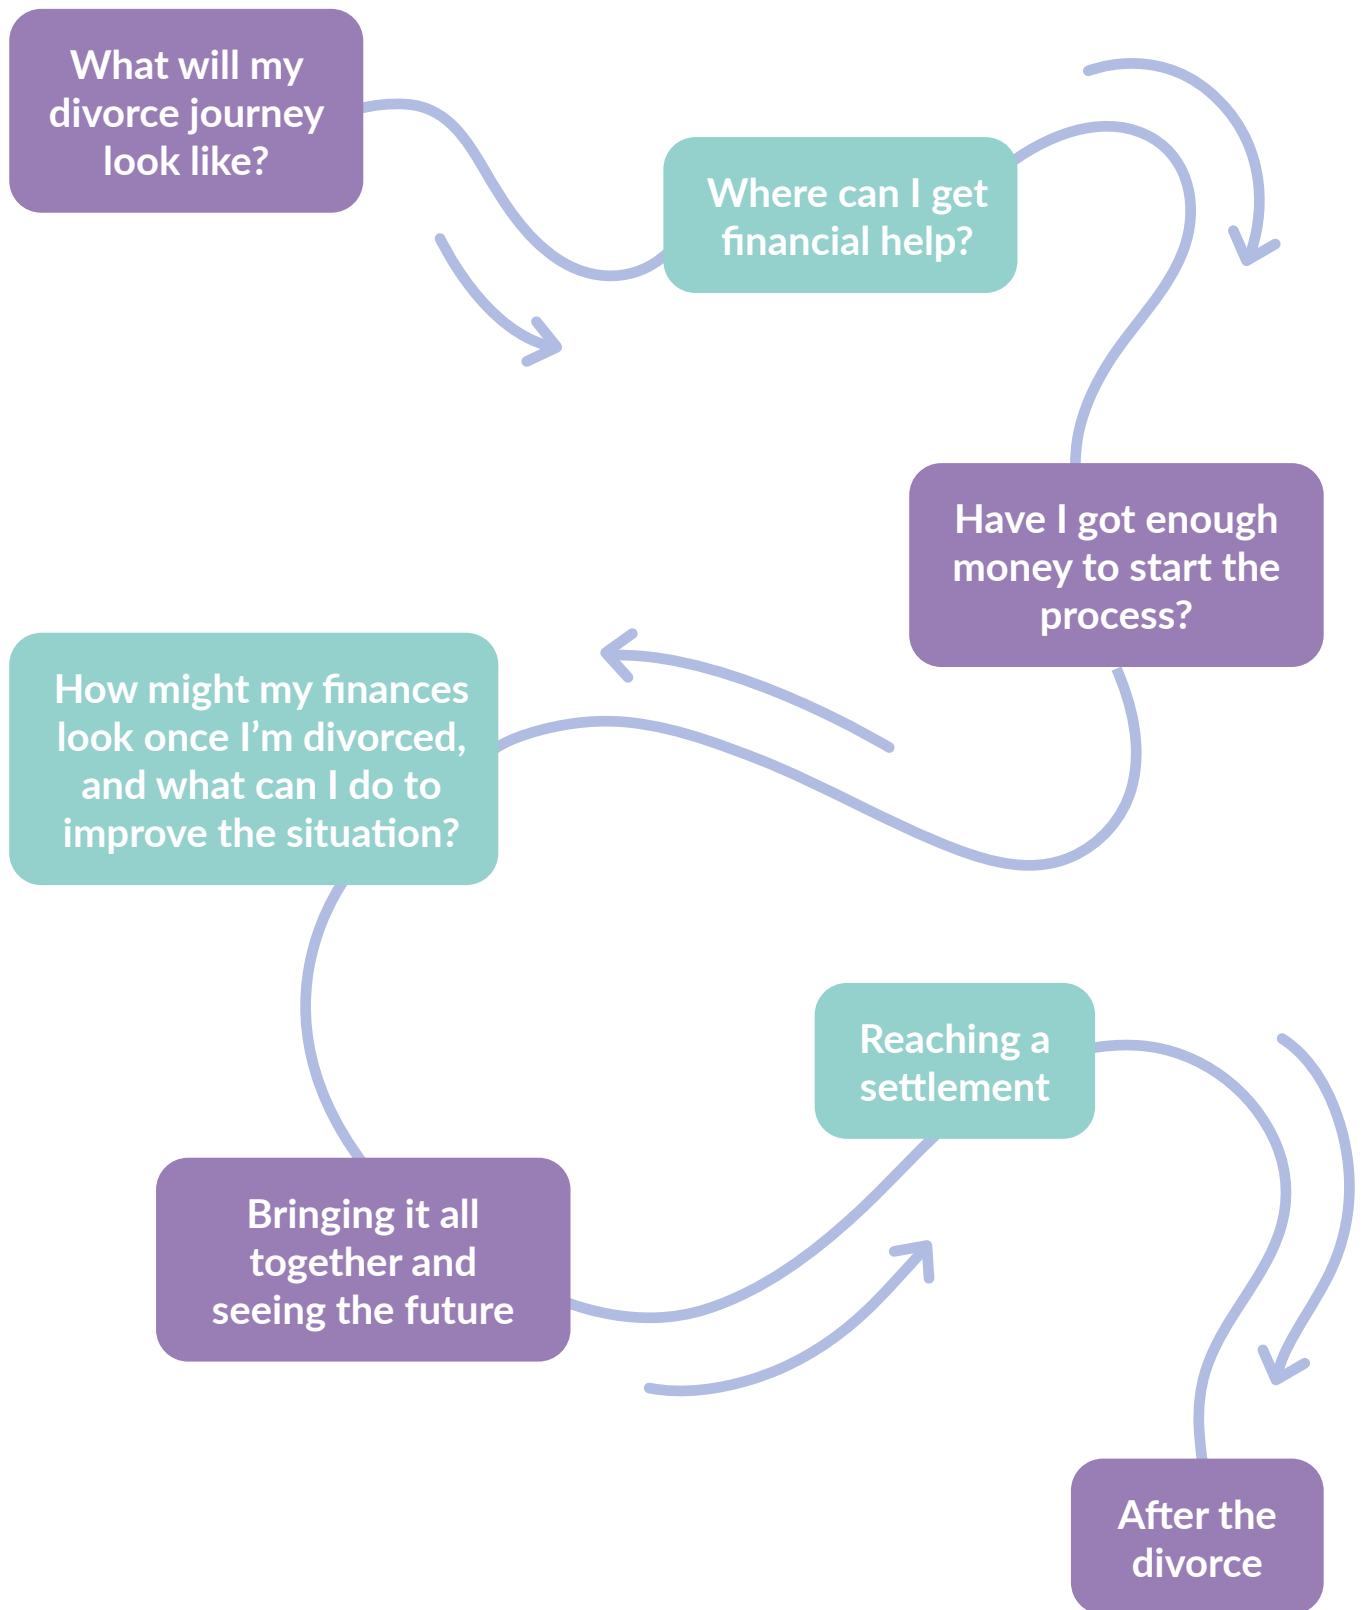 What will my
divorce journey
look like?
Where can I get
financial help?
Have I got enough
money to start the
process?
How might my finances
look once I’m divorced,
and what can I do to
improve the situation?
Bringing it all
together and
seeing the future
Reaching a
settlement
After the
divorce